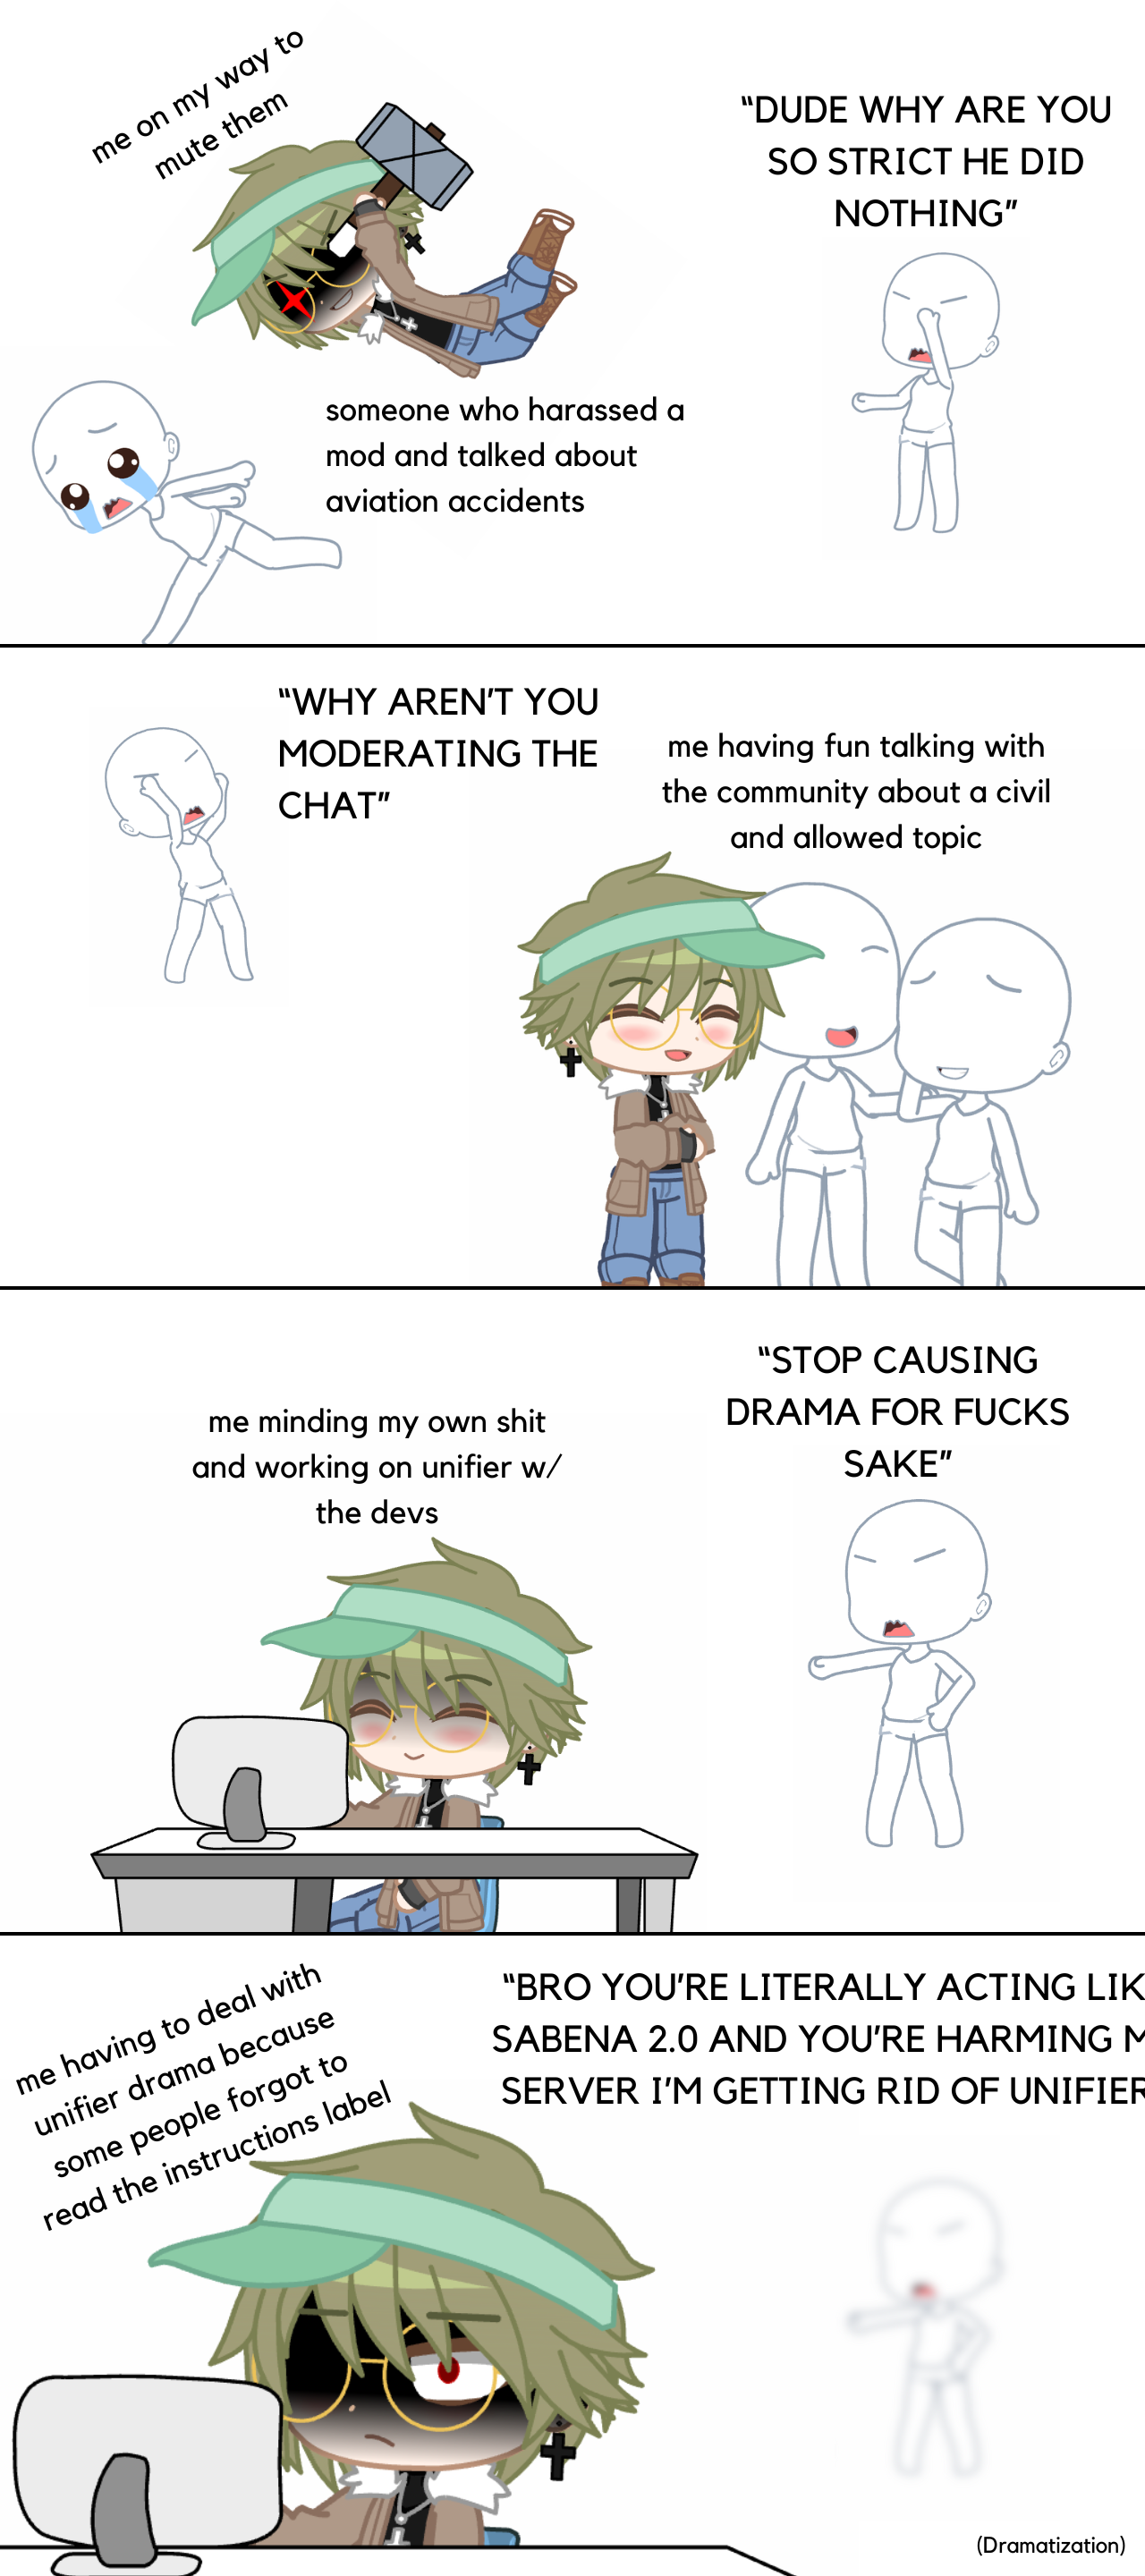 me on my way to
mute them
“DUDE WHY ARE YOU
SO STRICT HE DID
NOTHING”
someone who harassed a
mod and talked about
aviation accidents
“WHY AREN’T YOU
MODERATING THE
CHAT”
me having fun talking with
the community about a civil
and allowed topic
me minding my own shit
and working on unifier w/
the devs
“STOP CAUSING
DRAMA FOR FUCKS
SAKE”
me having to deal with
unifier drama because
some people forgot to
read the instructions label
“BRO YOU’RE LITERALLY ACTING LIK
SABENA 2.0 AND YOU’RE HARMING M
SERVER I’M GETTING RID OF UNIFIER
(Dramatization)